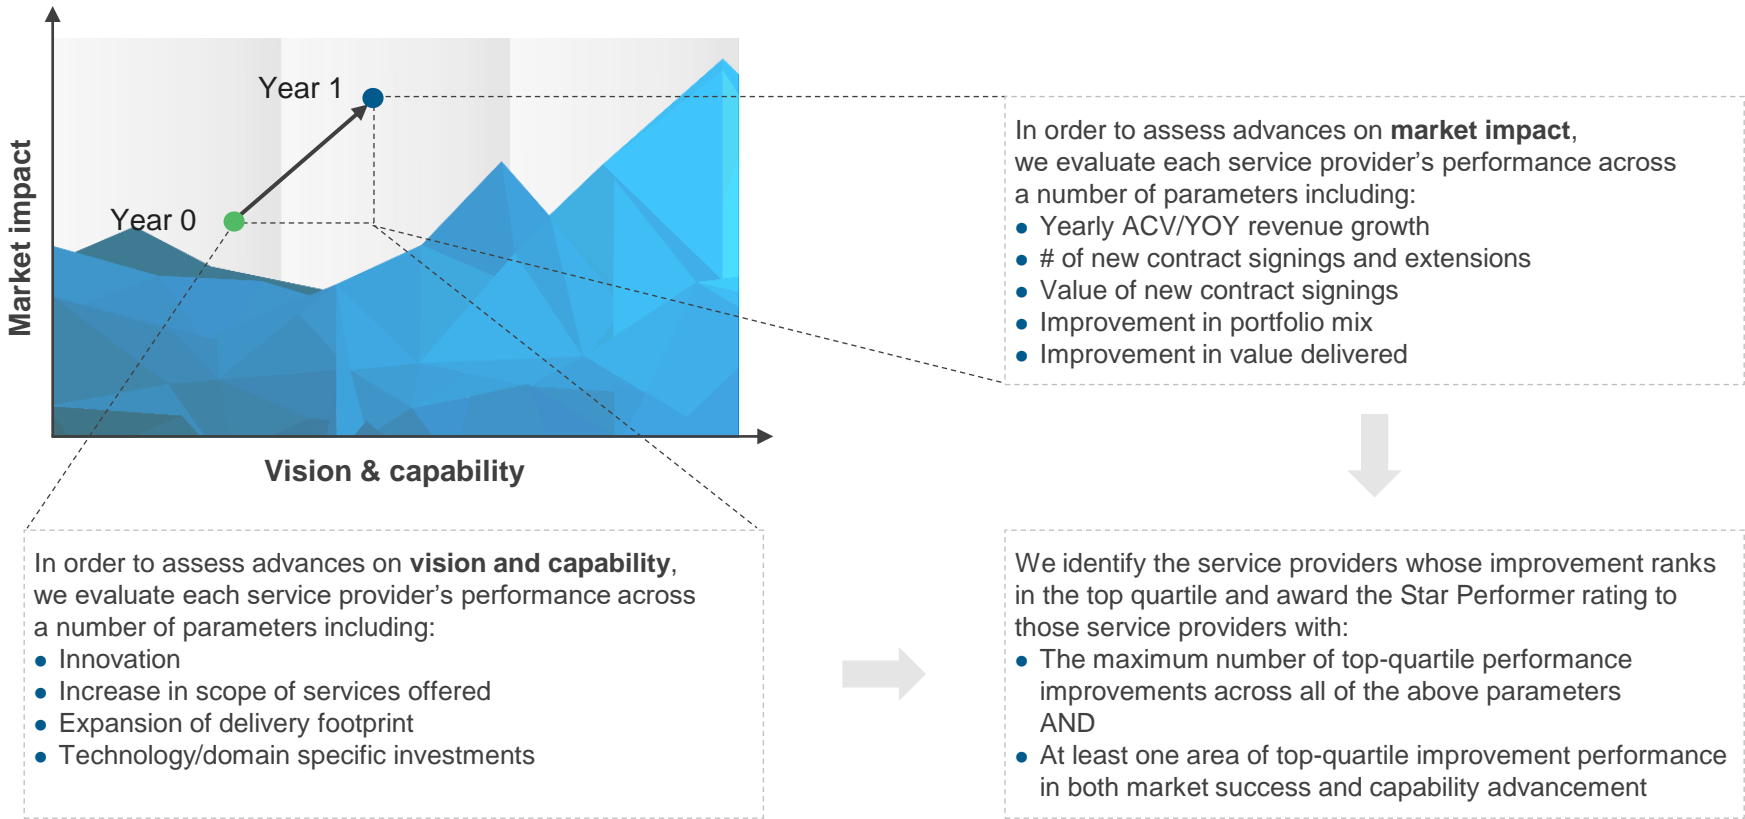 Year 1
Year 0
Market impact
Vision & capability
In order to assess advances on market impact,
we evaluate each service provider’s performance across
a number of parameters including:
● Yearly ACV/YOY revenue growth
● # of new contract signings and extensions
● Value of new contract signings
● Improvement in portfolio mix
● Improvement in value delivered
In order to assess advances on vision and capability,
we evaluate each service provider’s performance across
a number of parameters including:
● Innovation
● Increase in scope of services offered
● Expansion of delivery footprint
● Technology/domain specific investments
We identify the service providers whose improvement ranks
in the top quartile and award the Star Performer rating to
those service providers with:
● The maximum number of top-quartile performance
improvements across all of the above parameters
AND
● At least one area of top-quartile improvement performance
in both market success and capability advancement